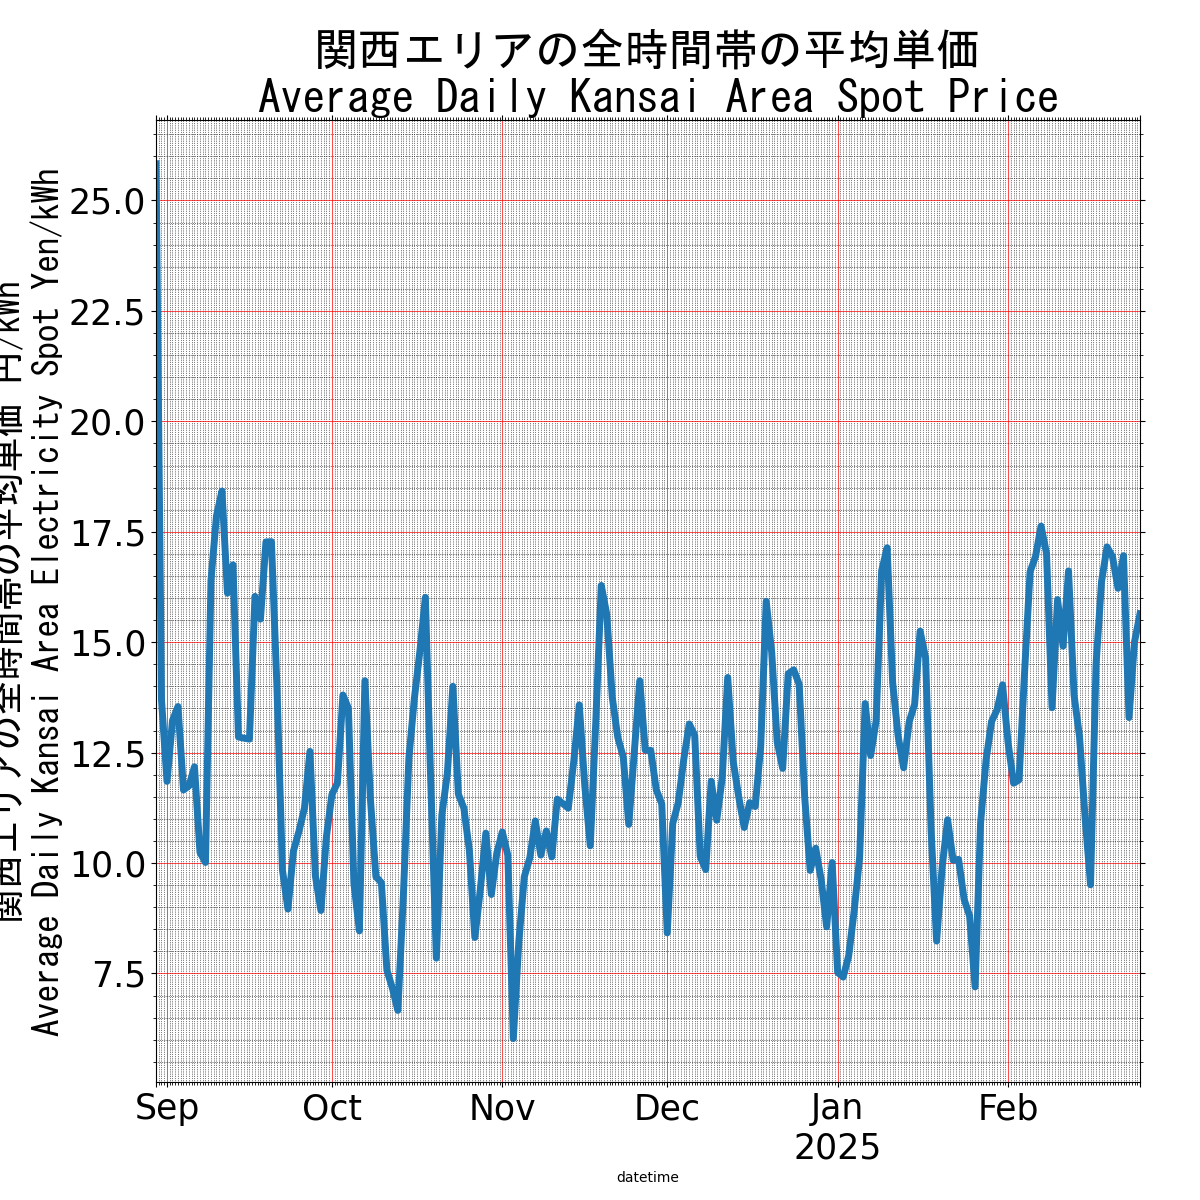 関西エリアの全時間帯の平均単価
Average Daily Kansai Area Spot Price
関西エリアの全時間帯の平均単価 円/kWh
Average Daily Kansai Area Electricity Spot Yen/kWh
25.0
22.5
20.0
17.5
15.0
12.5
10.0
7.5
Sep Oct Nov Dec Jan Feb
2025
datetime